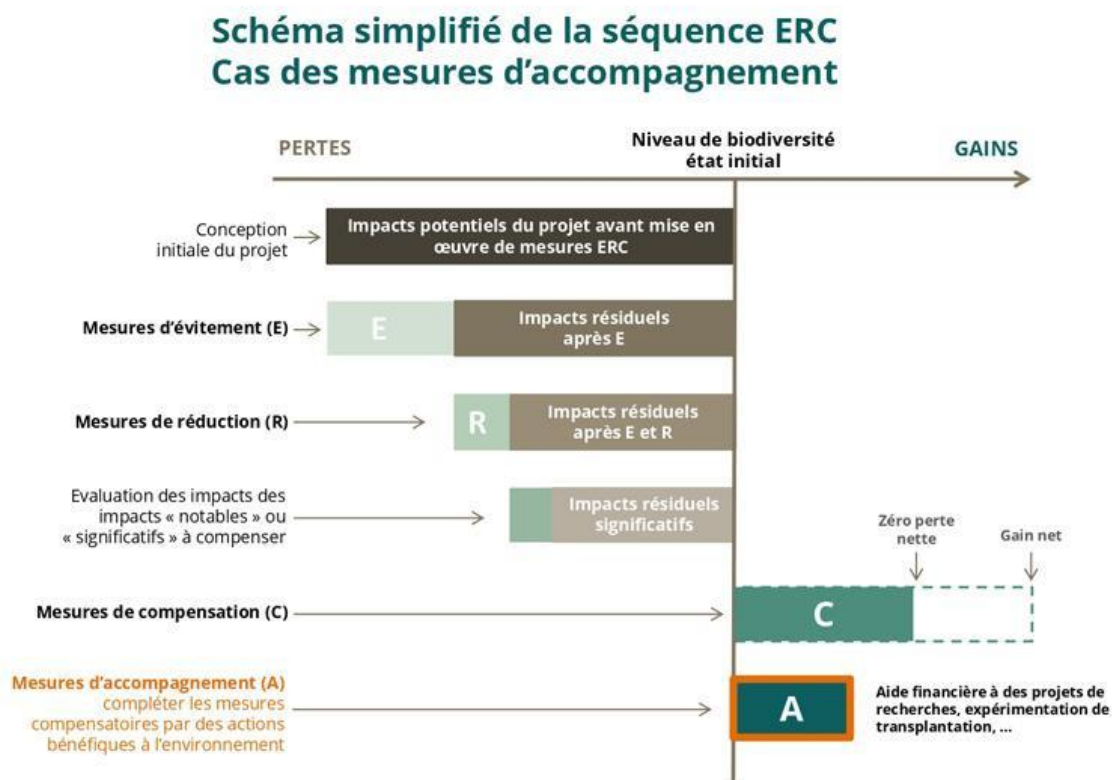 Schéma simplifié de la séquence ERC
Cas des mesures d’accompagnement
PERTES
Niveau de biodiversité
état initial
GAINS
Conception
initiale du projet
Impacts potentiels du projet avant mise en
œuvre de mesures ERC
Mesures d’évitement (E)
E
Impacts résiduels
après E
Mesures de réduction (R)
R
Impacts résiduels
après E et R
Evaluation des impacts des
impacts « notables » ou
« significatifs » à compenser
Impacts résiduels
significatifs
Zéro perte
nette
Gain net
Mesures de compensation (C)
C
Mesures d’accompagnement (A)
compléter les mesures
compensatoires par des actions
bénéfiques à l’environnement
A
Aide financière à des projets de
recherches, expérimentation de
transplantation, ...